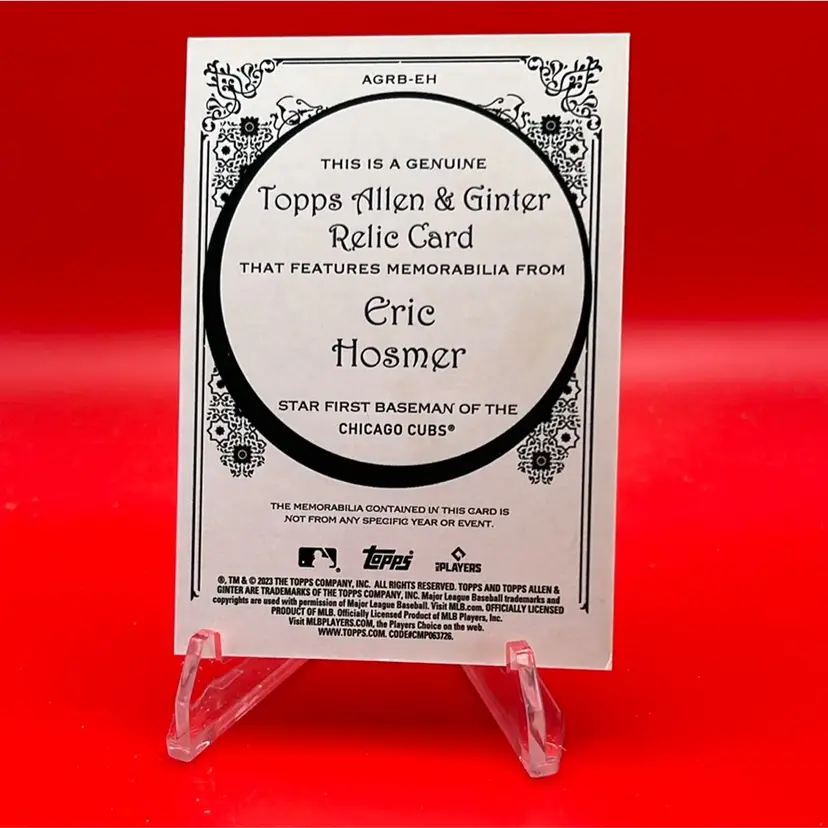 AGRB-EH
THIS IS A GENUINE
Topps Allen & Ginter
Relic Card
THAT FEATURES MEMORABILIA FROM
Eric
Hosmer
STAR FIRST BASEMAN OF THE
CHICAGO CUBS®
THE MEMORABILIA CONTAINED IN THIS CARD IS
NOT FROM ANY SPECIFIC YEAR OR EVENT.
topps
MLB PLAYERS
®, TM & © 2023 THE TOPPS COMPANY, INC. ALL RIGHTS RESERVED. TOPPS AND TOPPS ALLEN &
GINTER ARE TRADEMARKS OF THE TOPPS COMPANY, INC. Major League Baseball trademarks and
copyrights are used with permission of Major League Baseball. Visit MLB.com. OFFICIALLY LICENSED
PRODUCT OF MLB. Officially Licensed Product of MLB Players, Inc.
Visit MLBPLAYERS.COM, the Players Choice on the web.
WWW.TOPPS.COM. CODE#CMP063726.